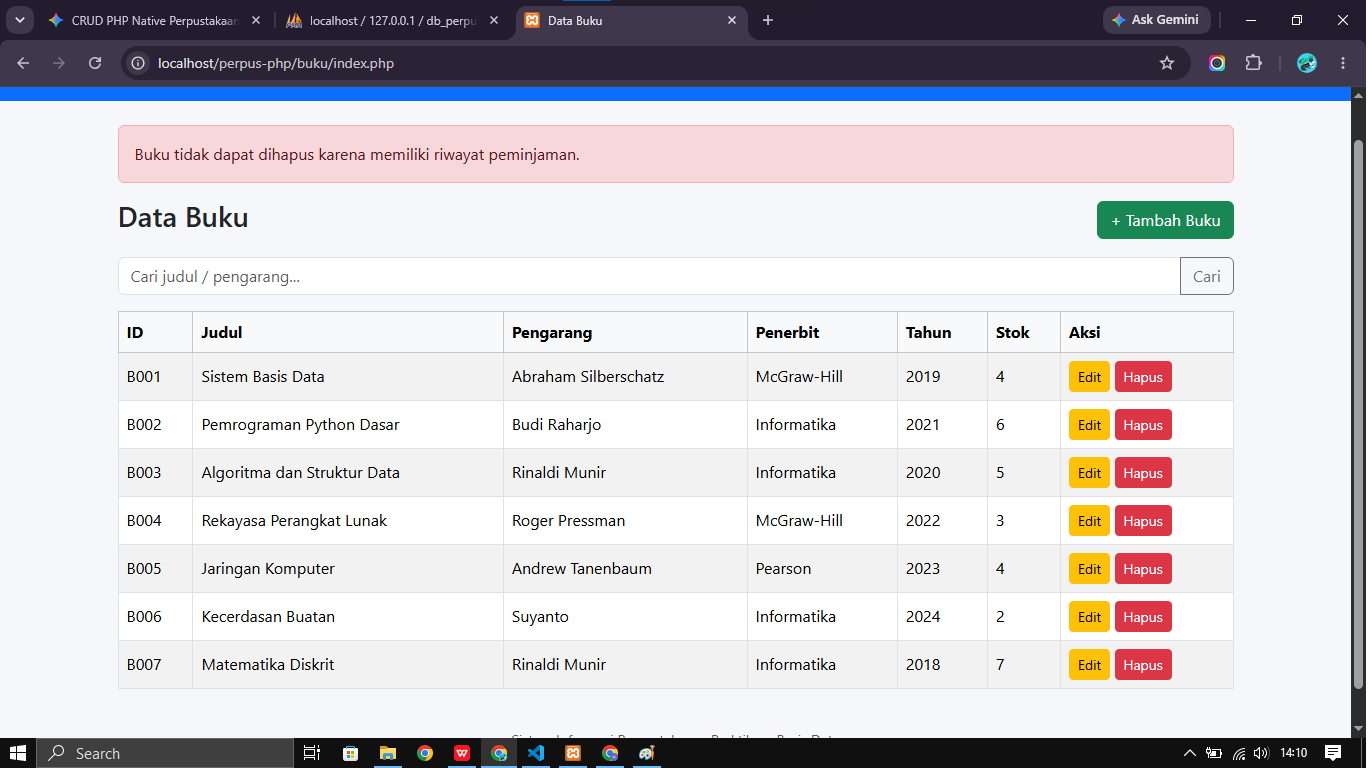 CRUD PHP Native Perpustakaan
localhost / 127.0.0.1 / db_perpu
Data Buku
Ask Gemini
localhost/perpus-php/buku/index.php
Buku tidak dapat dihapus karena memiliki riwayat peminjaman.
Data Buku
+ Tambah Buku
Cari judul / pengarang...
Cari
ID Judul Pengarang Penerbit Tahun Stok Aksi
B001 Sistem Basis Data Abraham Silberschatz McGraw-Hill 2019 4 Edit Hapus
B002 Pemrograman Python Dasar Budi Raharjo Informatika 2021 6 Edit Hapus
B003 Algoritma dan Struktur Data Rinaldi Munir Informatika 2020 5 Edit Hapus
B004 Rekayasa Perangkat Lunak Roger Pressman McGraw-Hill 2022 3 Edit Hapus
B005 Jaringan Komputer Andrew Tanenbaum Pearson 2023 4 Edit Hapus
B006 Kecerdasan Buatan Suyanto Informatika 2024 2 Edit Hapus
B007 Matematika Diskrit Rinaldi Munir Informatika 2018 7 Edit Hapus
Search
14:10